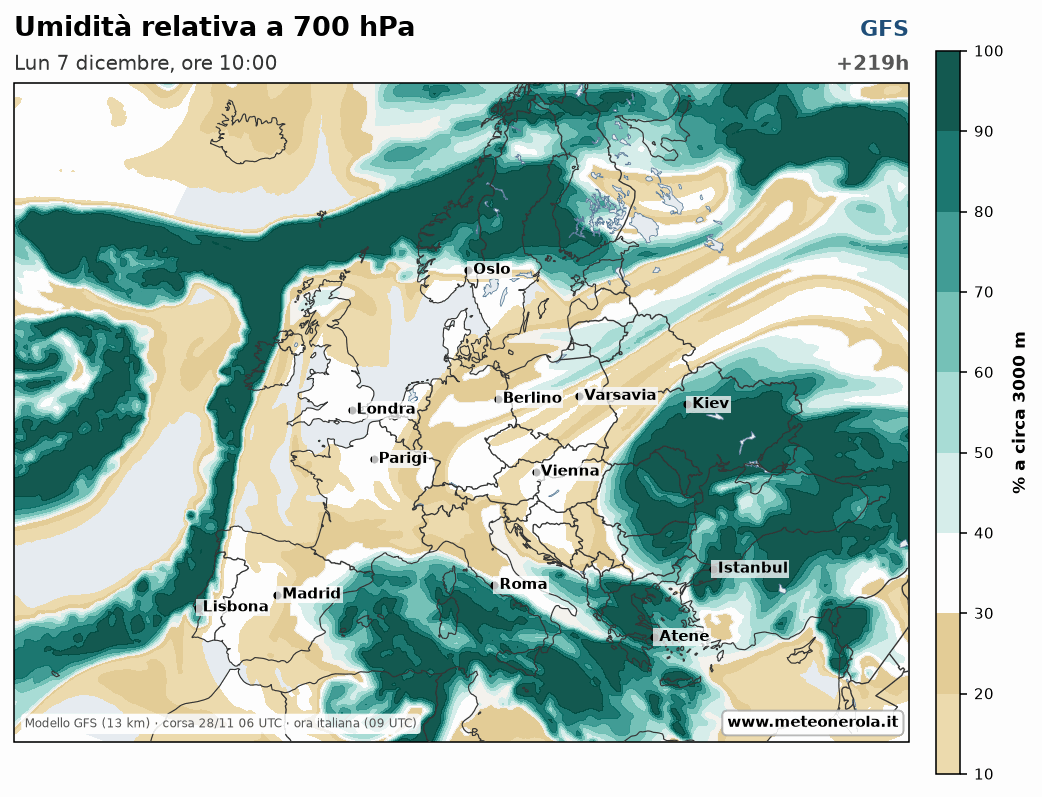 Umidità relativa a 700 hPa
GFS
Lun 7 dicembre, ore 10:00
+219h
100
90
80
70
60
50
40
30
20
10
% a circa 3000 m
Oslo
Berlino
Varsavia
Kiev
Londra
Parigi
Vienna
Istanbul
Roma
Madrid
Lisbona
Atene
Modello GFS (13 km) · corsa 28/11 06 UTC · ora italiana (09 UTC)
www.meteonerola.it